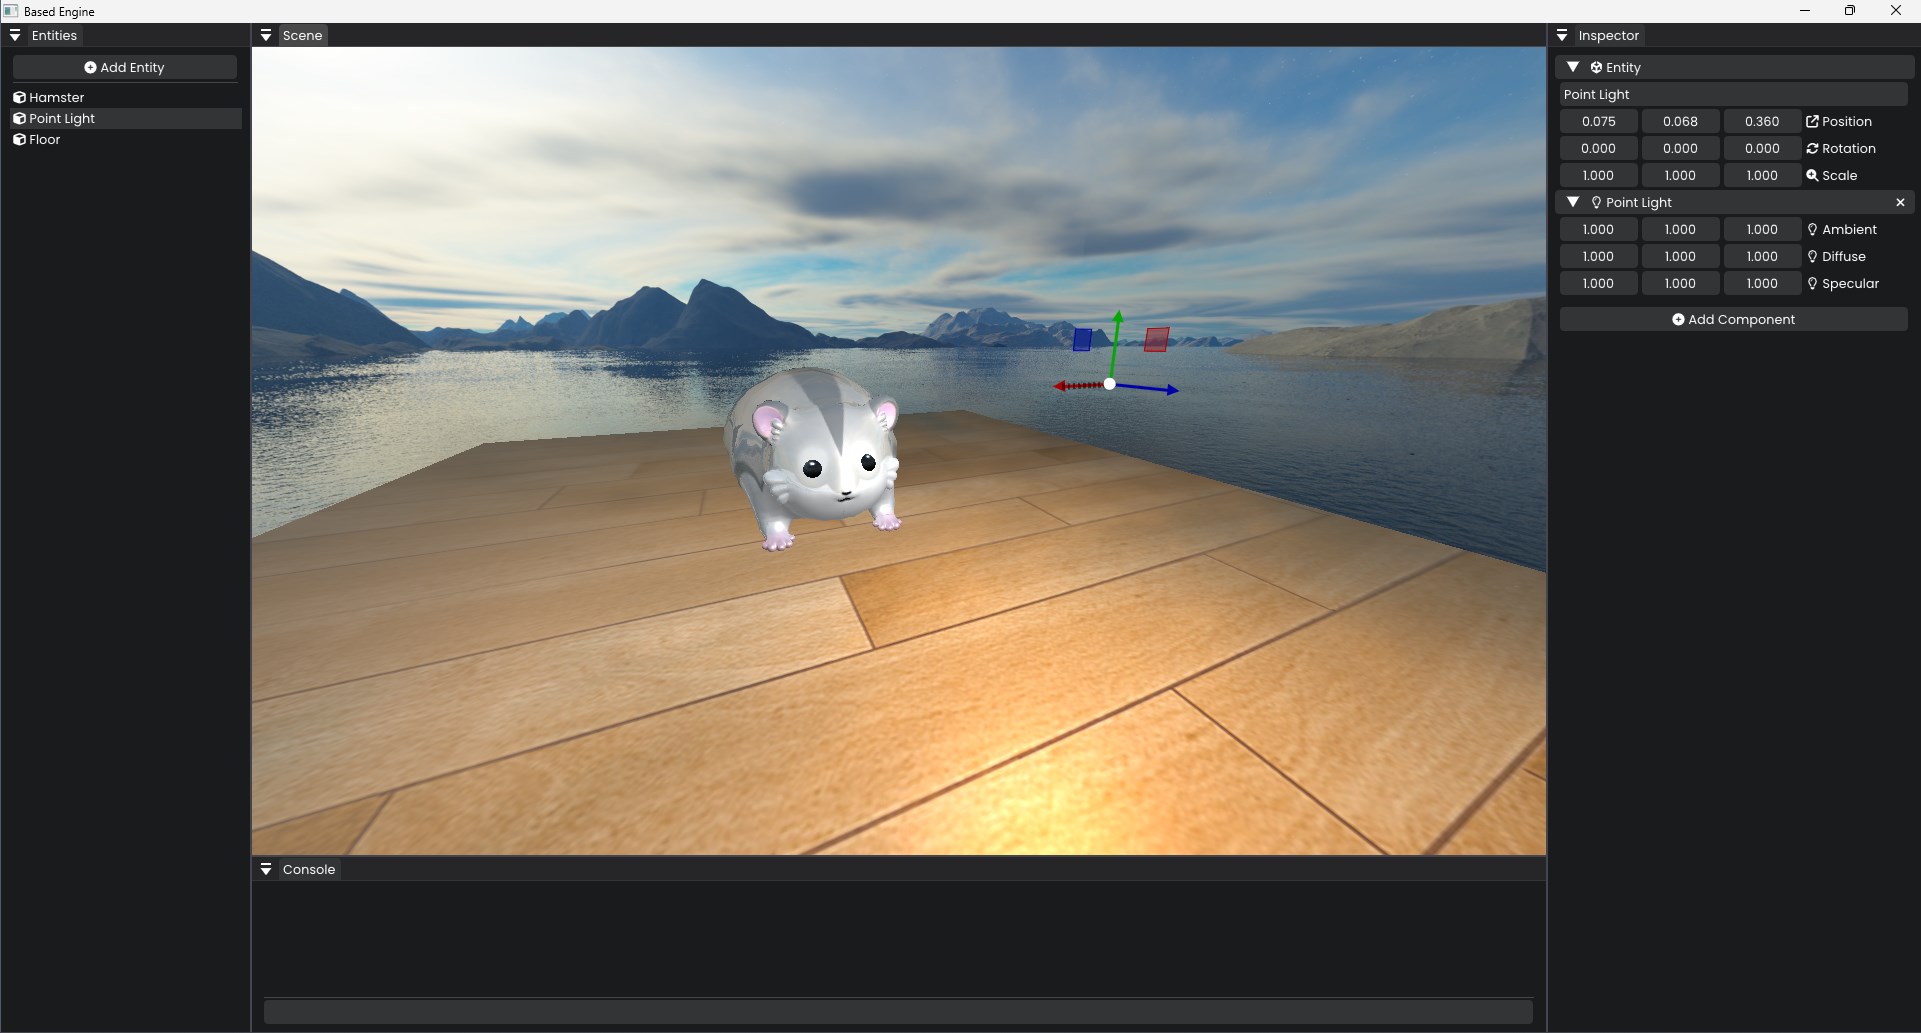 Based Engine
Entities
Add Entity
Hamster
Point Light
Floor
Scene
Console
Inspector
Entity
Point Light
0.075 0.068 0.360 Position
0.000 0.000 0.000 Rotation
1.000 1.000 1.000 Scale
Point Light
1.000 1.000 1.000 Ambient
1.000 1.000 1.000 Diffuse
1.000 1.000 1.000 Specular
Add Component